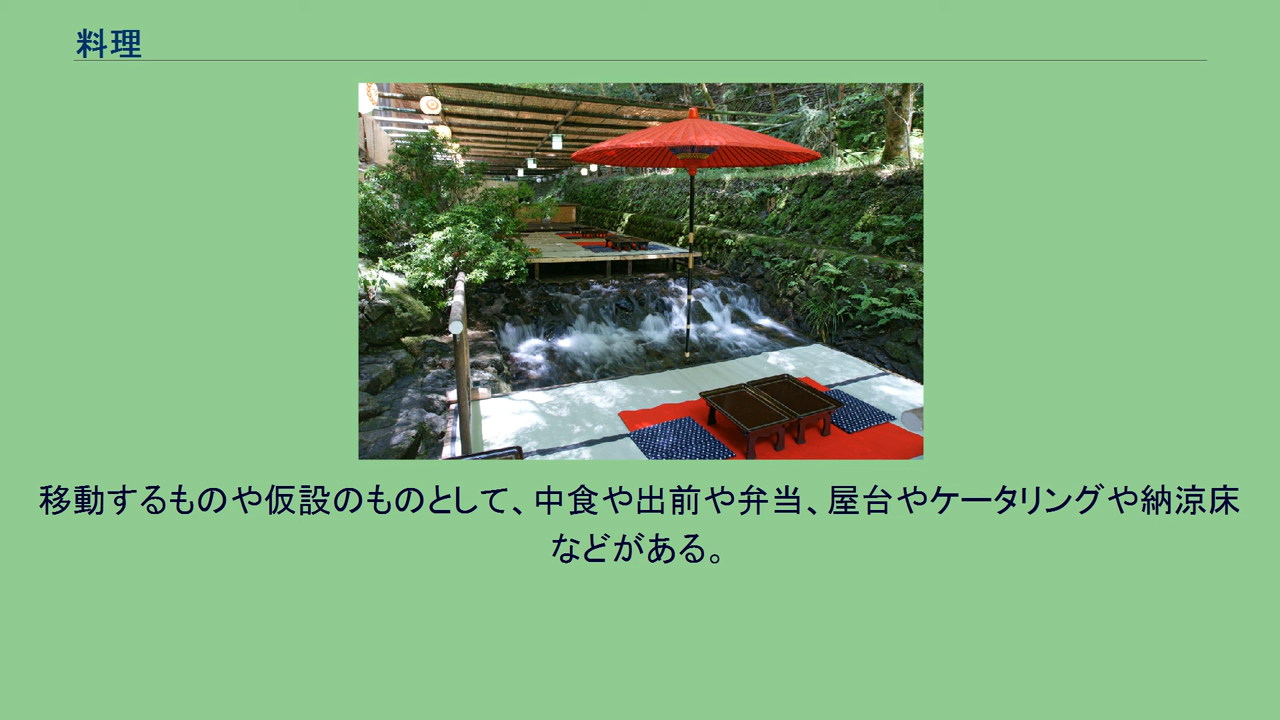 料理
移動するものや仮設のものとして、中食や出前や弁当、屋台やケータリングや納涼床
などがある。